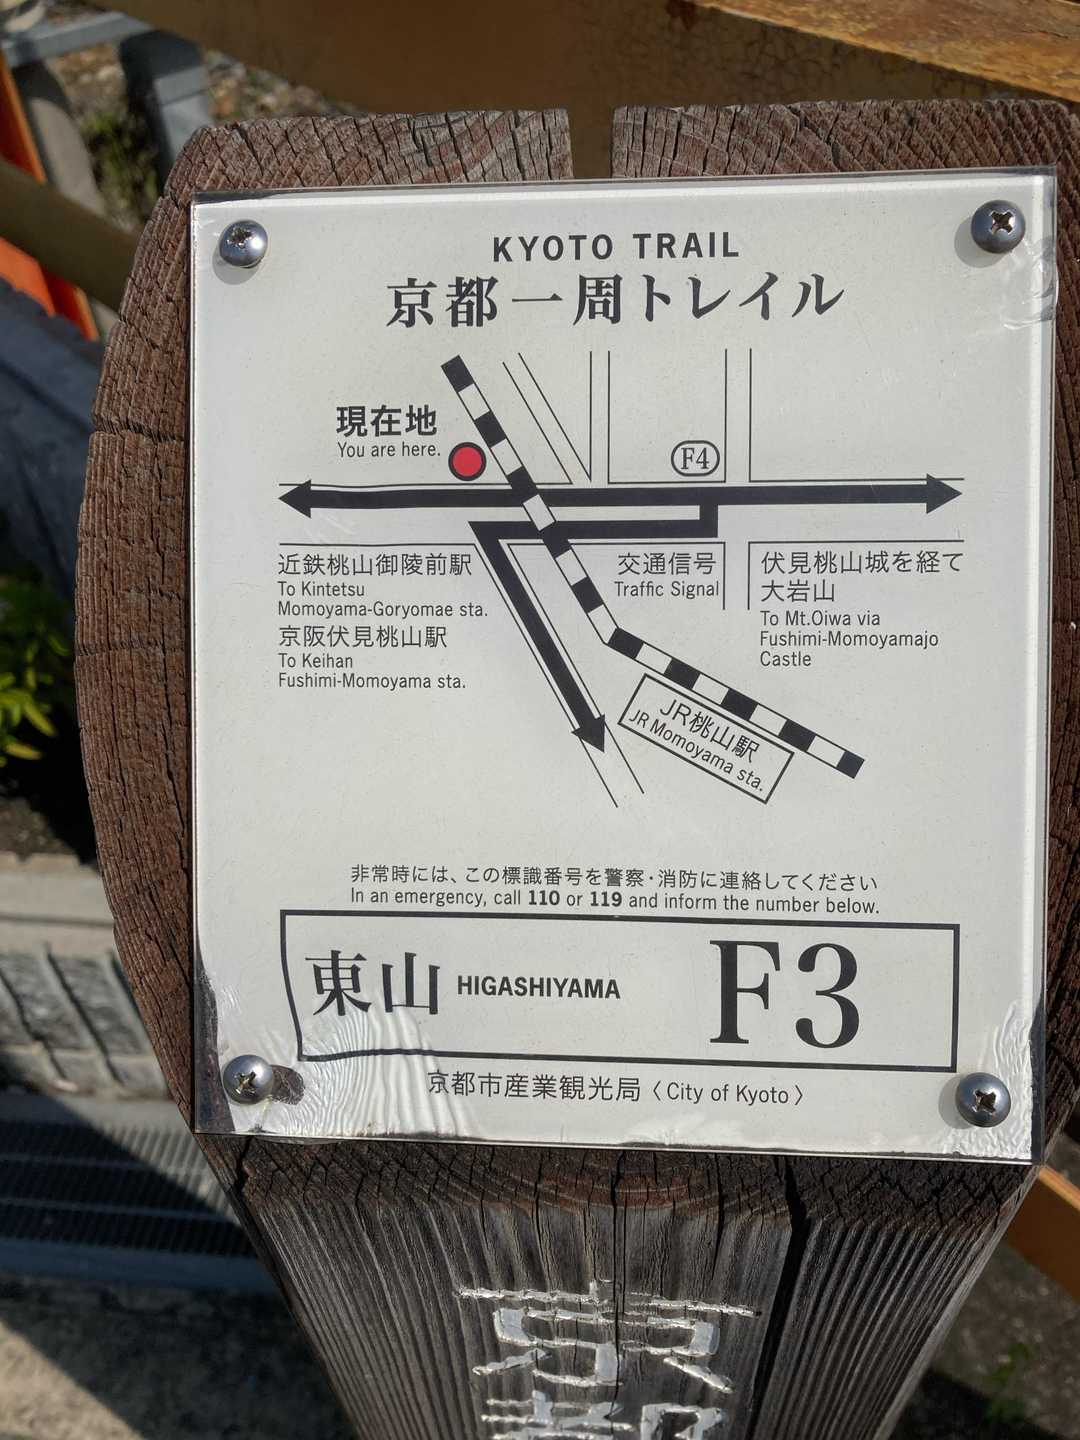 KYOTO TRAIL
京都一周トレイル
現在地
You are here.
F4
近鉄桃山御陵前駅
To Kintetsu
Momoyama-Goryomae sta.
京阪伏見桃山駅
To Keihan
Fushimi-Momoyama sta.
交通信号
Traffic Signal
伏見桃山城を経て
大岩山
To Mt.Oiwa via
Fushimi-Momoyamajo
Castle
JR桃山駅
JR Momoyama sta.
非常時には、この標識番号を警察・消防に連絡してください
In an emergency, call 110 or 119 and inform the number below.
東山 HIGASHIYAMA F3
京都市産業観光局〈City of Kyoto〉
京